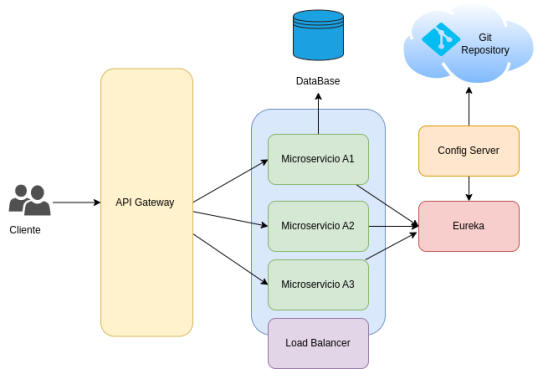 DataBase
Git
Repository
Microservicio A1
Config Server
API Gateway
Cliente
Microservicio A2
Eureka
Microservicio A3
Load Balancer